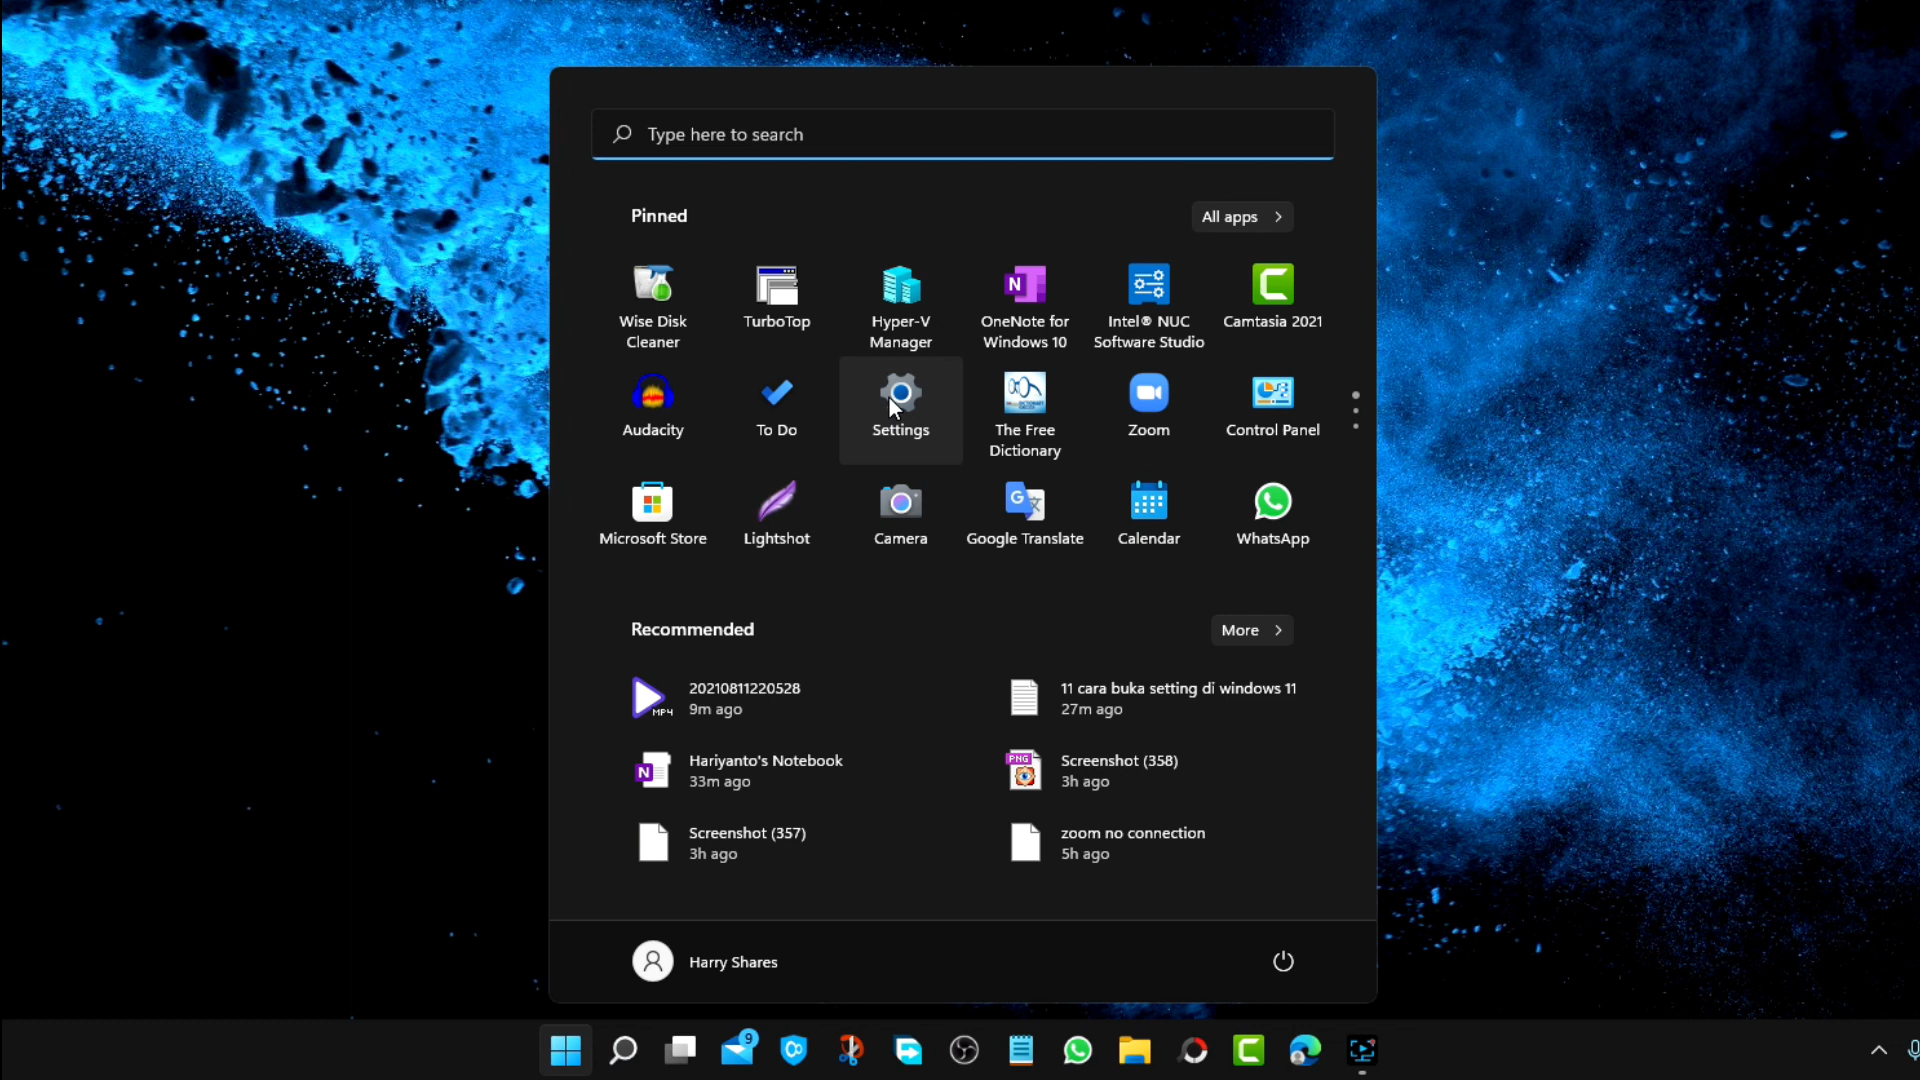 Type here to search
Pinned
All apps
Wise Disk
Cleaner
TurboTop
Hyper-V
Manager
OneNote for
Windows 10
Intel® NUC
Software Studio
Camtasia 2021
Audacity
To Do
Settings
The Free
Dictionary
Zoom
Control Panel
Microsoft Store
Lightshot
Camera
Google Translate
Calendar
WhatsApp
Recommended
More
MP4
20210811220528
9m ago
11 cara buka setting di windows 11
27m ago
N
Hariyanto's Notebook
33m ago
PNG
Screenshot (358)
3h ago
Screenshot (357)
3h ago
zoom no connection
5h ago
Harry Shares
9